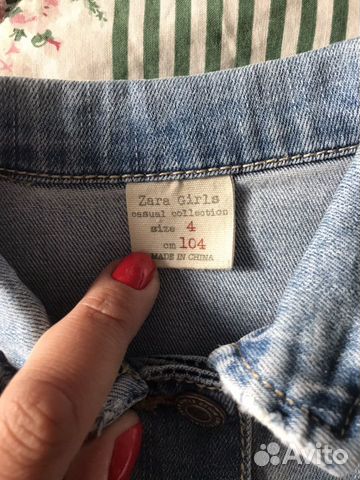 Zara Girls
casual collection
size 4
cm 104
MADE IN CHINA
Avito